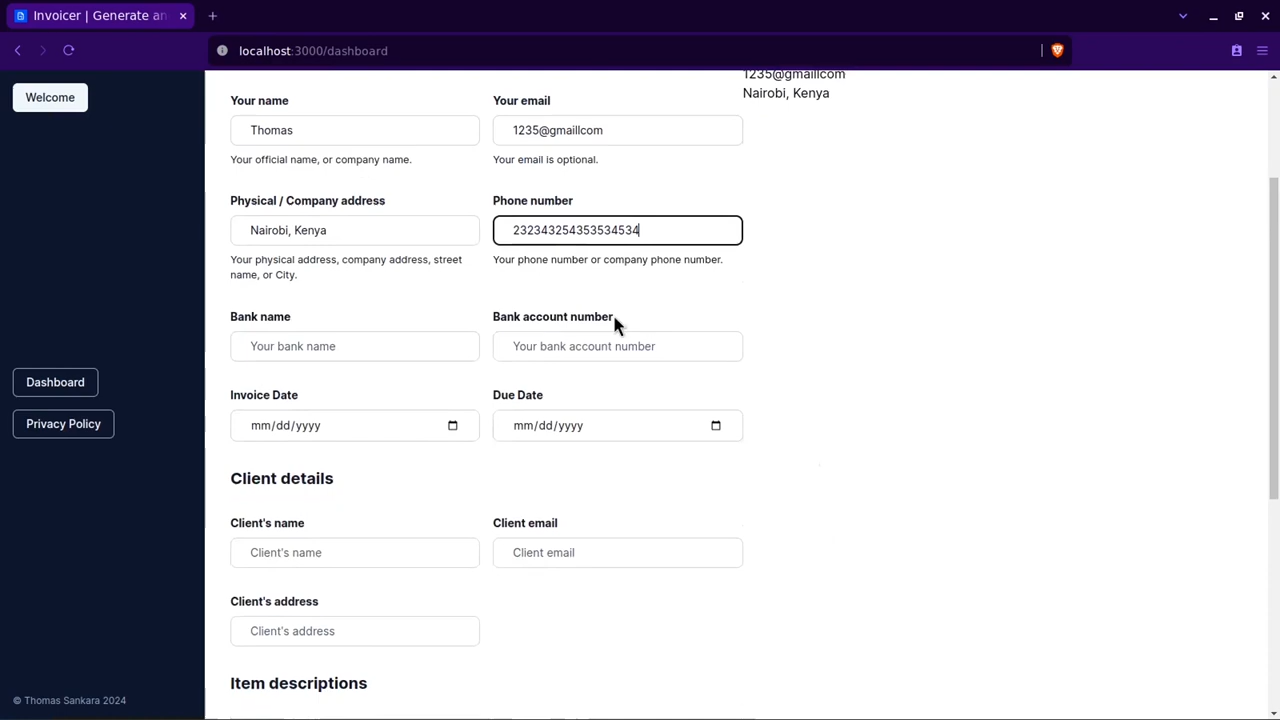 Invoicer | Generate an
localhost:3000/dashboard
Welcome
1235@gmaillcom
Nairobi, Kenya
Your name
Your email
Thomas
1235@gmaillcom
Your official name, or company name.
Your email is optional.
Physical / Company address
Phone number
Nairobi, Kenya
232343254353534534
Your physical address, company address, street
name, or City.
Your phone number or company phone number.
Bank name
Bank account number
Your bank name
Your bank account number
Invoice Date
Due Date
mm/dd/yyyy
mm/dd/yyyy
Dashboard
Privacy Policy
Client details
Client's name
Client email
Client's name
Client email
Client's address
Client's address
Item descriptions
© Thomas Sankara 2024